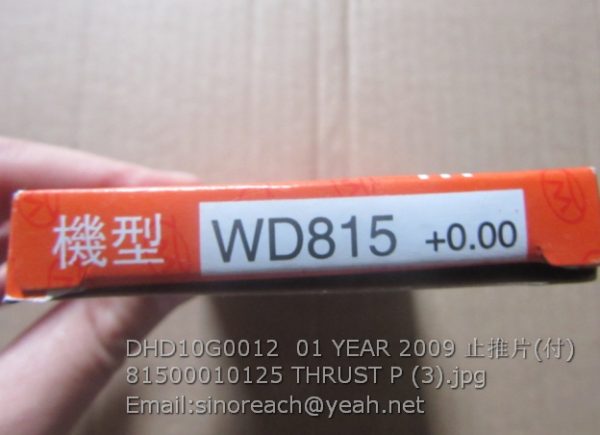 機型 WD815 +0.00
DHD10G0012 01 YEAR 2009 止推片(付)
81500010125 THRUST P (3).jpg
Email:sinoreach@yeah.net